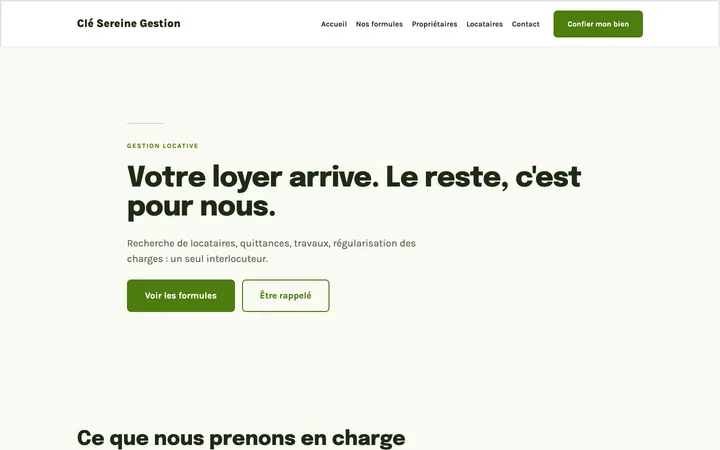 Clé Sereine Gestion
Accueil
Nos formules
Propriétaires
Locataires
Contact
Confier mon bien
GESTION LOCATIVE
Votre loyer arrive. Le reste, c'est
pour nous.
Recherche de locataires, quittances, travaux, régularisation des
charges : un seul interlocuteur.
Voir les formules
Être rappelé
Ce que nous prenons en charge